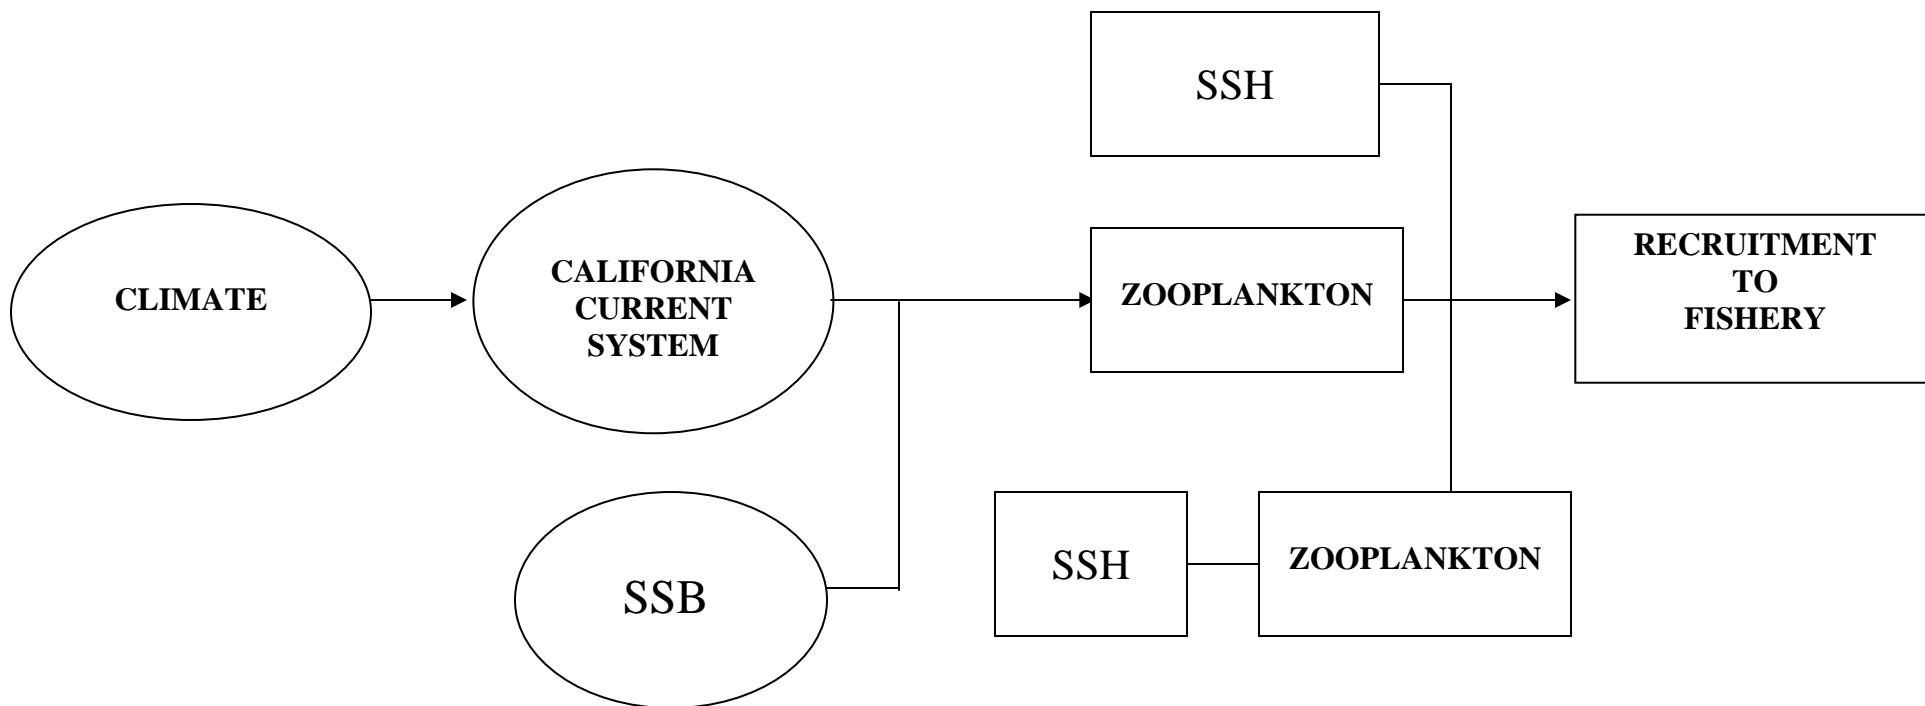 SSH
CLIMATE
CALIFORNIA
CURRENT
SYSTEM
ZOOPLANKTON
RECRUITMENT
TO
FISHERY
SSB
SSH
ZOOPLANKTON